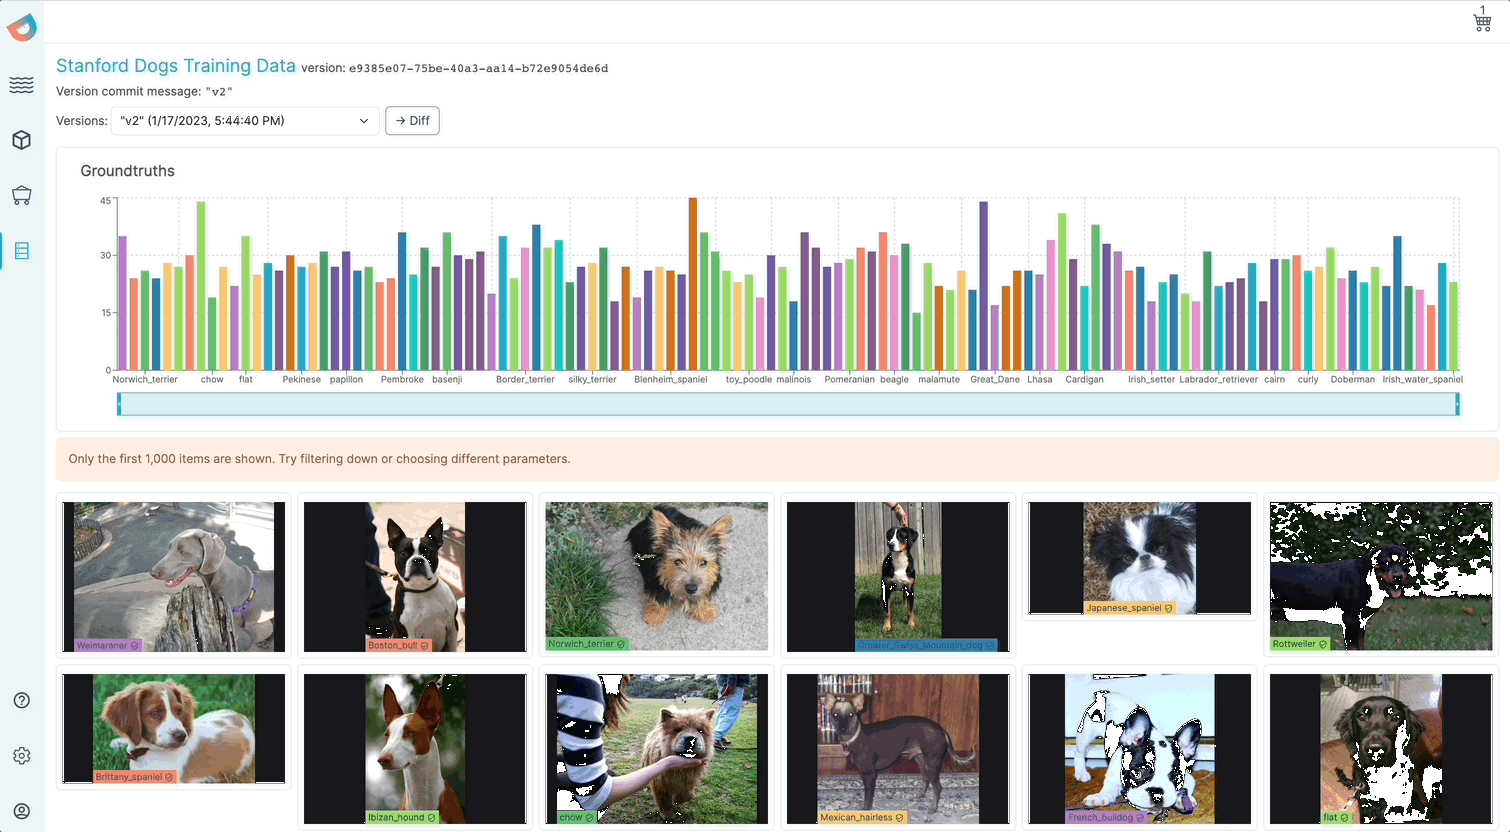 1
Stanford Dogs Training Data version: e9385e07-75be-40a3-aa14-b72e9054de6d
Version commit message: "v2"
Versions: "v2" (1/17/2023, 5:44:40 PM) → Diff
Groundtruths
45
30
15
0
Norwich_terrier chow flat Pekinese papillon Pembroke basenji Border_terrier silky_terrier Blenheim_spaniel toy_poodle malinois Pomeranian beagle malamute Great_Dane Lhasa Cardigan Irish_setter Labrador_retriever cairn curly Doberman Irish_water_spaniel
Only the first 1,000 items are shown. Try filtering down or choosing different parameters.
Weimaraner Boston_bull Norwich_terrier Greater_Swiss_Mountain_dog Japanese_spaniel Rottweiler
Brittany_spaniel Ibizan_hound chow Mexican_hairless French_bulldog flat